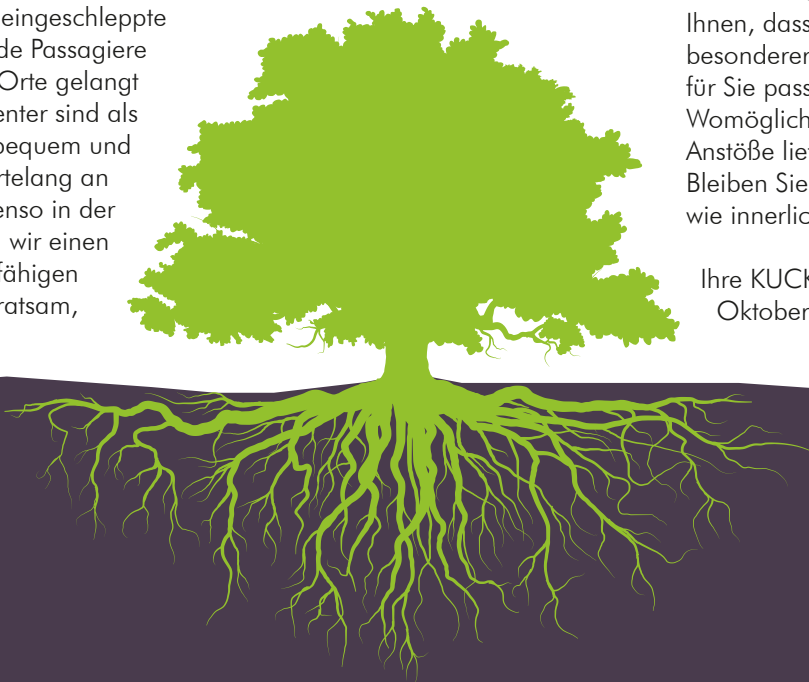 eingeschleppte
de Passagiere
Orte gelangt
enter sind als
bequem und
rtelang an
enso in der
wir einen
fähigen
ratsam,
Ihnen, dass
besonderen
für Sie pass
Womöglich
Anstöße lie
Bleiben Sie
wie innerlic
Ihre KUCK
Oktober